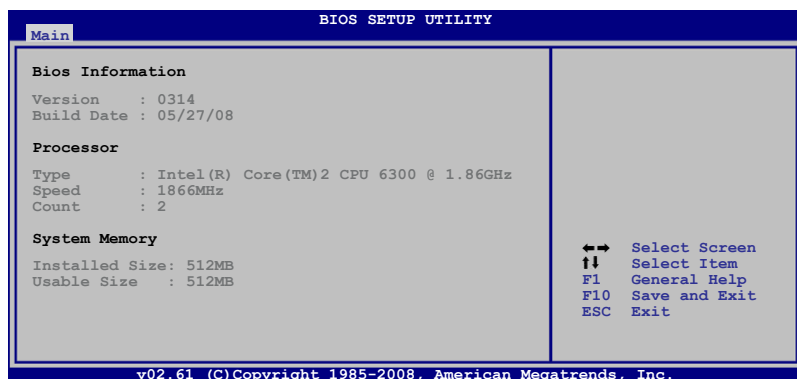 BIOS SETUP UTILITY
Main
Bios Information
Version : 0314
Build Date : 05/27/08
Processor
Type : Intel(R) Core(TM)2 CPU 6300 @ 1.86GHz
Speed : 1866MHz
Count : 2
System Memory
Installed Size: 512MB
Usable Size : 512MB
←→ Select Screen
↑↓ Select Item
F1 General Help
F10 Save and Exit
ESC Exit
v02.61 (C)Copyright 1985-2008, American Megatrends, Inc.